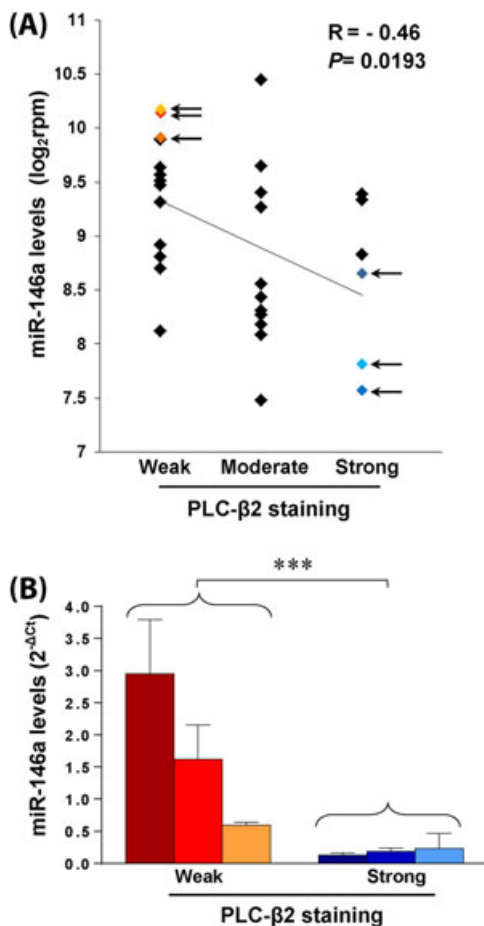 (A)
R = - 0.46
P= 0.0193
miR-146a levels (log₂rpm)
11
10.5
10
9.5
9
8.5
8
7.5
7
Weak Moderate Strong
PLC-β2 staining
(B)
***
miR-146a levels (2⁻ΔCt)
4.0
3.5
3.0
2.5
2.0
1.5
1.0
0.5
0.0
Weak Strong
PLC-β2 staining